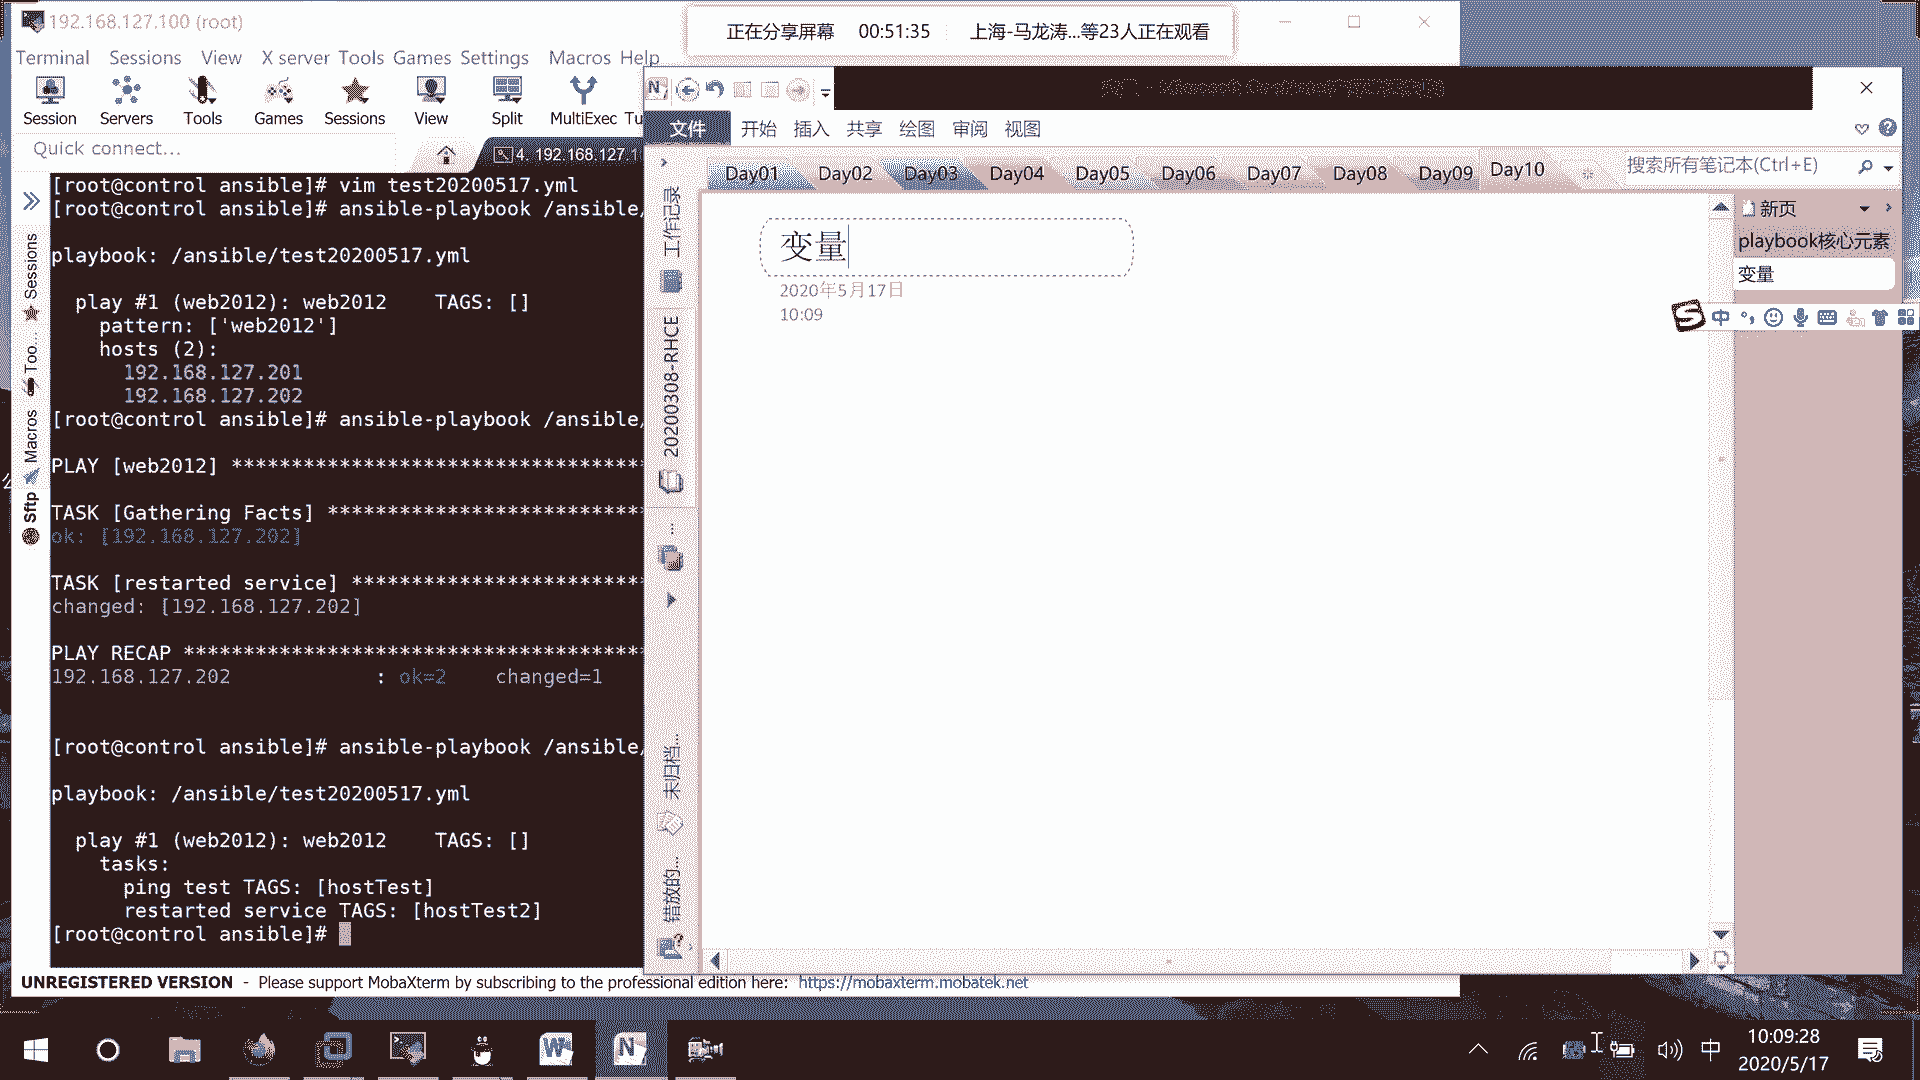 192.168.127.100 (root)
正在分享屏幕 00:51:35 上海-马龙涛...等23人正在观看
Terminal Sessions View X server Tools Games Settings Macros Help
Session Servers Tools Games Sessions View Split MultiExec Tu
Quick connect...
4. 192.168.127.1
[root@control ansible]# vim test20200517.yml
[root@control ansible]# ansible-playbook /ansible/
playbook: /ansible/test20200517.yml
play #1 (web2012): web2012 TAGS: []
pattern: ['web2012']
hosts (2):
192.168.127.201
192.168.127.202
[root@control ansible]# ansible-playbook /ansible/
PLAY [web2012] **********************************
TASK [Gathering Facts] **************************
ok: [192.168.127.202]
TASK [restarted service] ************************
changed: [192.168.127.202]
PLAY RECAP **************************************
192.168.127.202 : ok=2 changed=1
[root@control ansible]# ansible-playbook /ansible/
playbook: /ansible/test20200517.yml
play #1 (web2012): web2012 TAGS: []
tasks:
ping test TAGS: [hostTest]
restarted service TAGS: [hostTest2]
[root@control ansible]#
Sessions
Too...
Macros
Sftp
UNREGISTERED VERSION - Please support MobaXterm by subscribing to the professional edition here: https://mobaxterm.mobatek.net
文件 开始 插入 共享 绘图 审阅 视图
Day01 Day02 Day03 Day04 Day05 Day06 Day07 Day08 Day09 Day10
搜索所有笔记本(Ctrl+E)
工作记录
20200308-RHCE
...
未归档...
错放的...
变量
2020年5月17日
10:09
新页
playbook核心元素
变量
中
中
10:09:28
2020/5/17